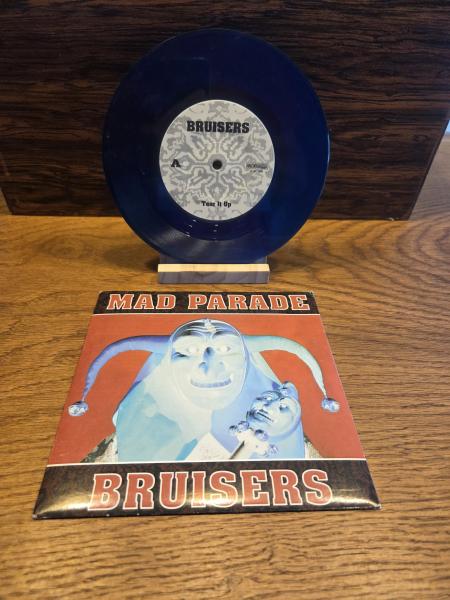 BRUISERS
A
Tear It Up
MAD PARADE
BRUISERS